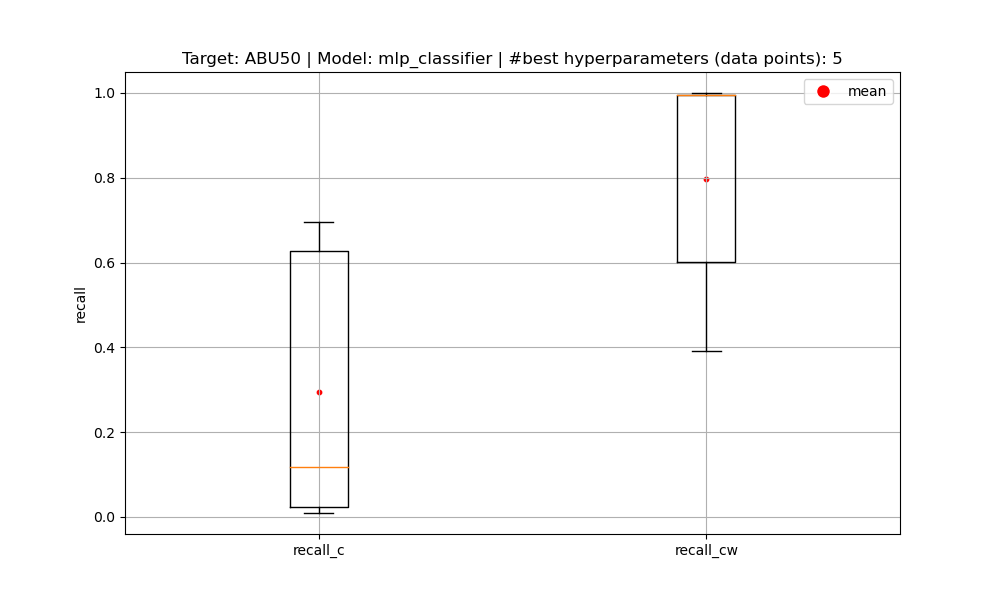 Target: ABU50 | Model: mlp_classifier | #best hyperparameters (data points): 5
mean
1.0
0.8
0.6
0.4
0.2
0.0
recall
recall_c
recall_cw